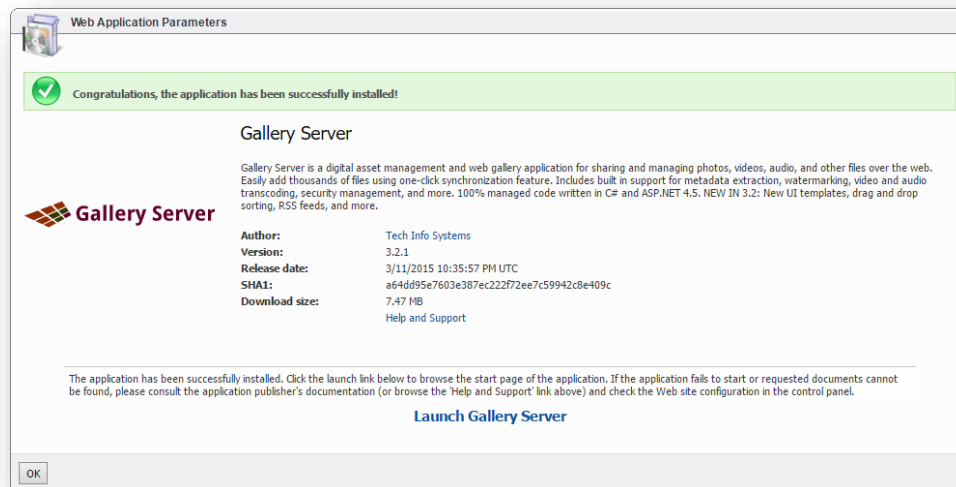 Web Application Parameters
Congratulations, the application has been successfully installed!
Gallery Server
Gallery Server is a digital asset management and web gallery application for sharing and managing photos, videos, audio, and other files over the web.
Easily add thousands of files using one-click synchronization feature. Includes built in support for metadata extraction, watermarking, video and audio
transcoding, security management, and more. 100% managed code written in C# and ASP.NET 4.5. NEW IN 3.2: New UI templates, drag and drop
sorting, RSS feeds, and more.
Gallery Server
Author: Tech Info Systems
Version: 3.2.1
Release date: 3/11/2015 10:35:57 PM UTC
SHA1: a64dd95e7603e387ec222f72ee7c59942c8e409c
Download size: 7.47 MB
Help and Support
The application has been successfully installed. Click the launch link below to browse the start page of the application. If the application fails to start or requested documents cannot
be found, please consult the application publisher's documentation (or browse the 'Help and Support' link above) and check the Web site configuration in the control panel.
Launch Gallery Server
OK